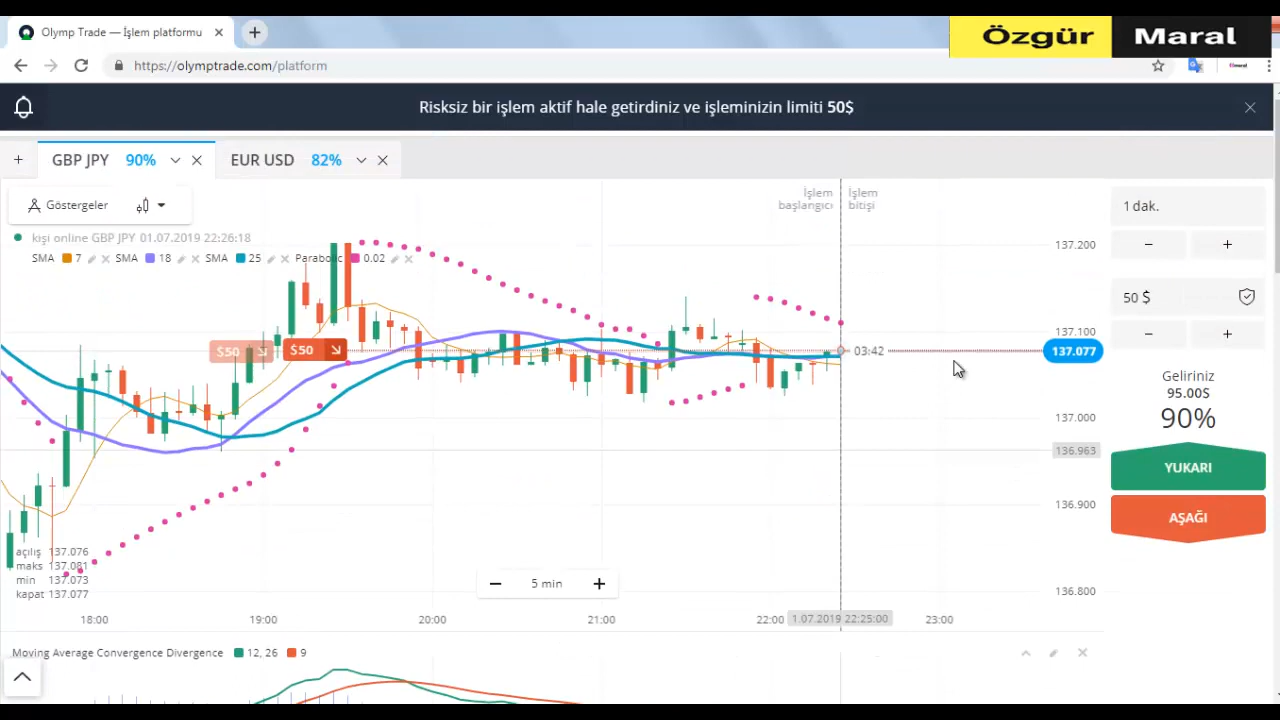 Olymp Trade — İşlem platformu
Özgür Maral
https://olymptrade.com/platform
Risksiz bir işlem aktif hale getirdiniz ve işleminizin limiti 50$
GBP JPY 90%
EUR USD 82%
Göstergeler
İşlem başlangıcı
İşlem bitişi
kişi online GBP JPY 01.07.2019 22:26:18
SMA 7 SMA 18 SMA 25 Parabolic 0.02
137.200
137.100
$50
$50
03:42
137.077
137.000
136.963
136.900
136.800
açılış 137.076
maks 137.081
min 137.073
kapat 137.077
5 min
18:00 19:00 20:00 21:00 22:00 1.07.2019 22:25:00 23:00
Moving Average Convergence Divergence 12, 26 9
1 dak.
50 $
Geliriniz
95.00$
90%
YUKARI
AŞAĞI